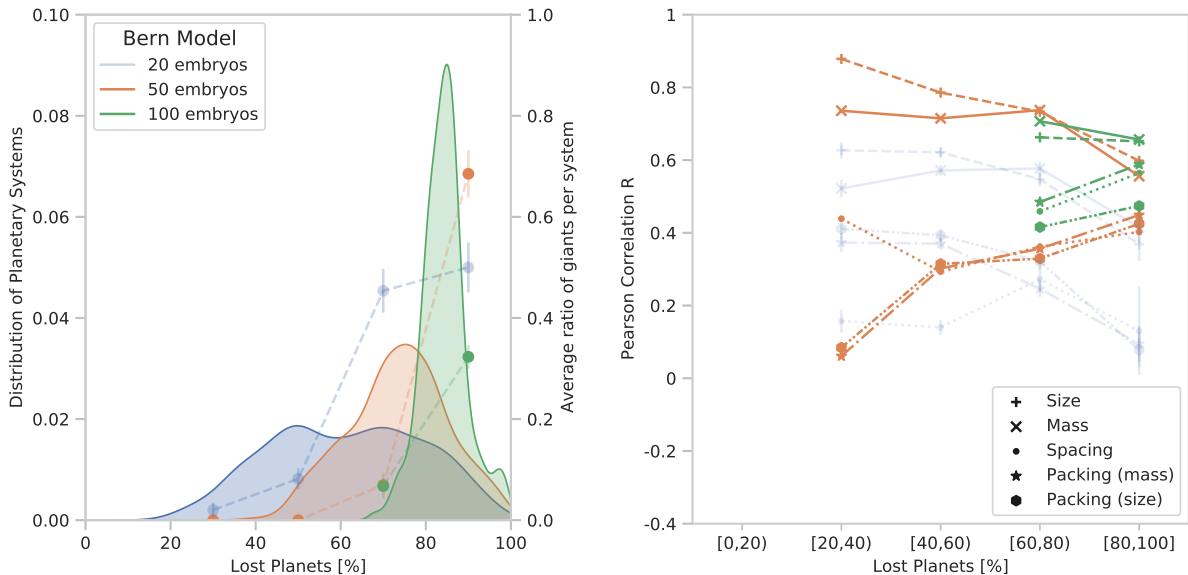 Distribution of Planetary Systems
0.10
0.08
0.06
0.04
0.02
0.00
Bern Model
20 embryos
50 embryos
100 embryos
1.0
0.8
0.6
0.4
0.2
0.0
Average ratio of giants per system
0 20 40 60 80 100
Lost Planets [%]
Pearson Correlation R
1
0.8
0.6
0.4
0.2
0
-0.2
-0.4
Size
Mass
Spacing
Packing (mass)
Packing (size)
[0,20) [20,40) [40,60) [60,80) [80,100]
Lost Planets [%]